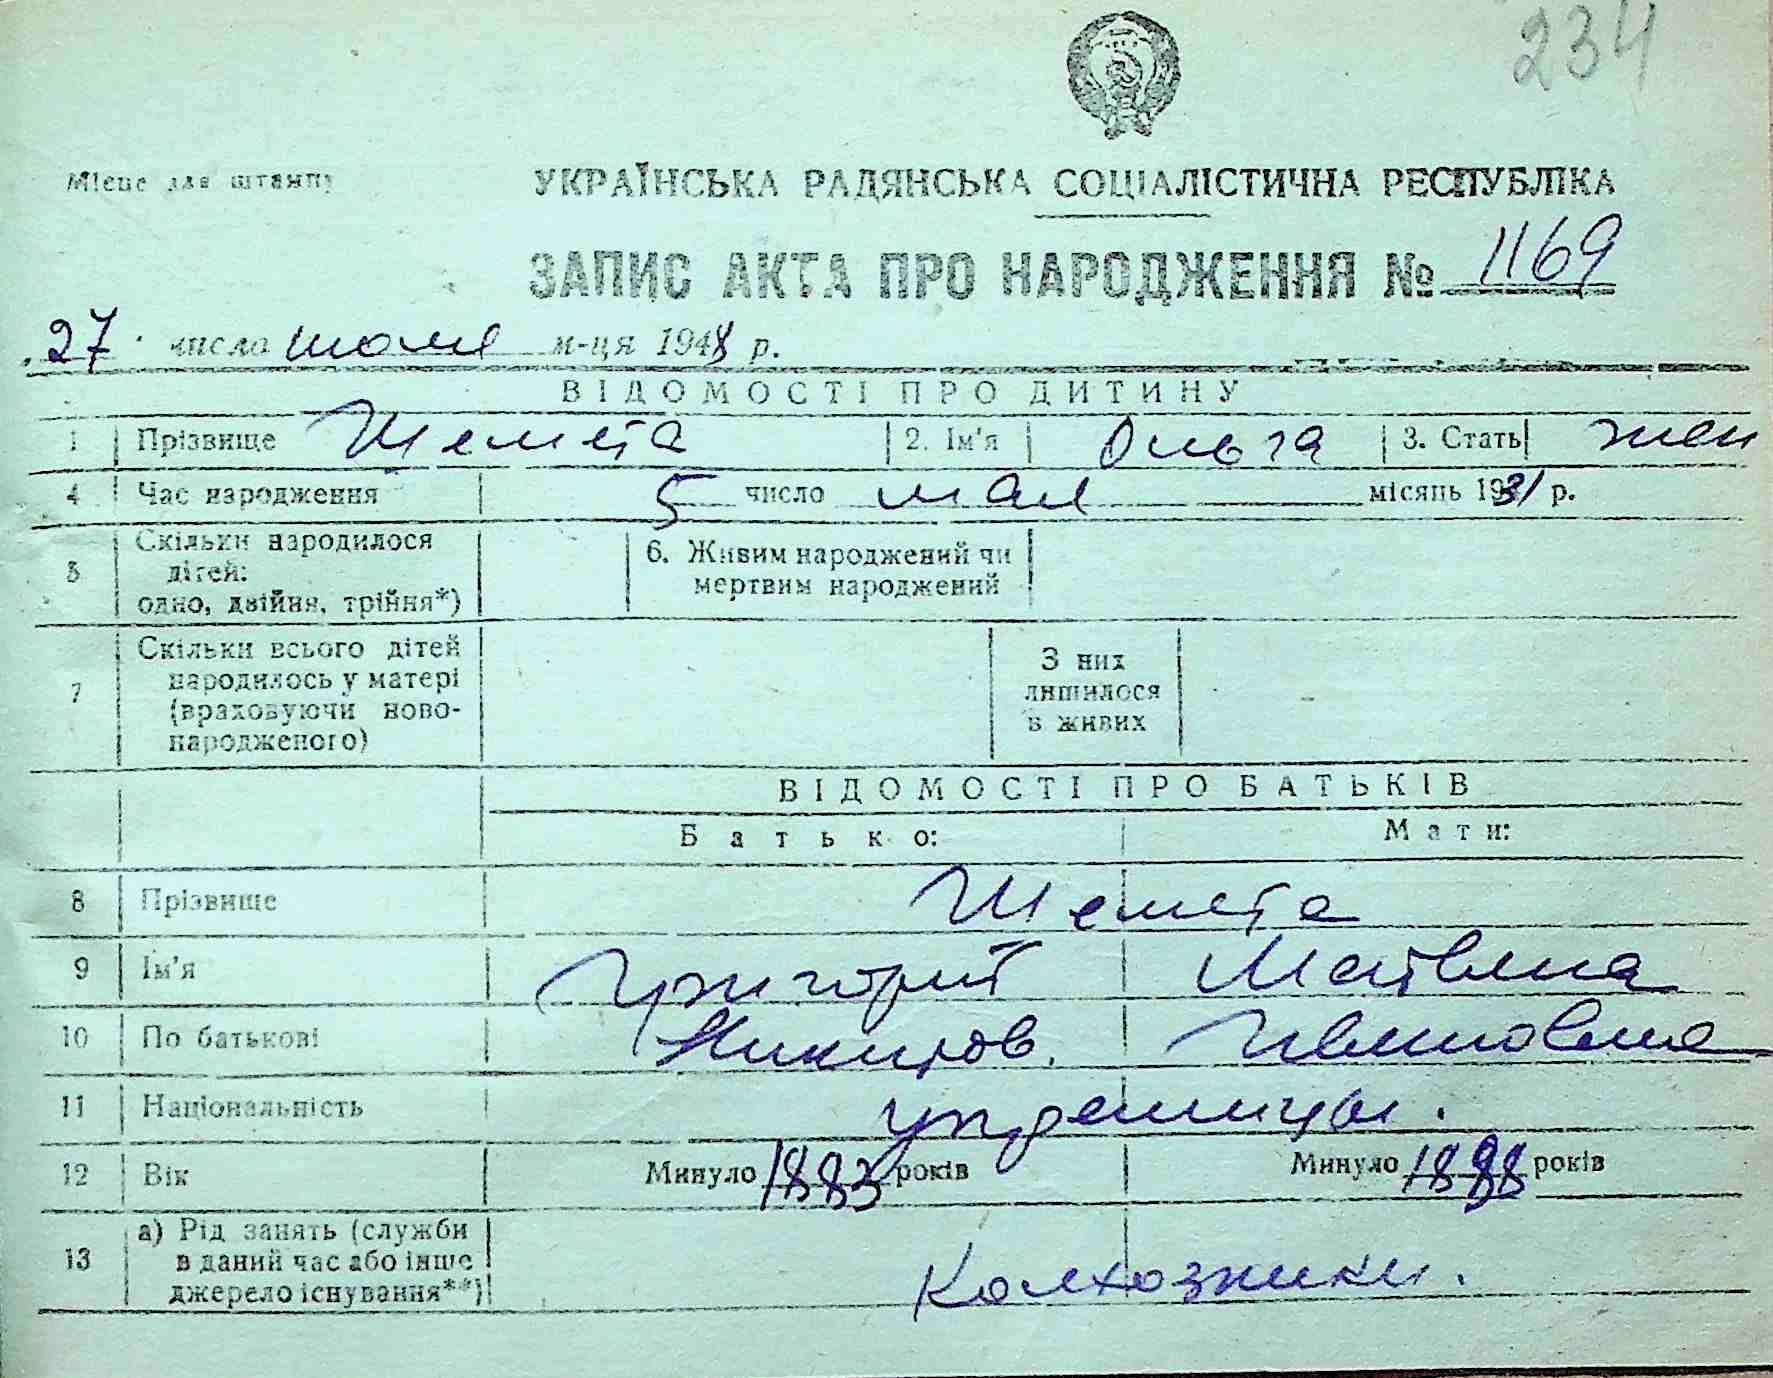 234
Місце для штампу
УКРАЇНСЬКА РАДЯНСЬКА СОЦІАЛІСТИЧНА РЕСПУБЛІКА
ЗАПИС АКТА ПРО НАРОДЖЕННЯ № 1169
27 число июля м-ця 1948 р.
ВІДОМОСТІ ПРО ДИТИНУ
1 Прізвище Шемета 2. Ім'я Ольга 3. Стать жен
4 Час народження 5 число мая місяць 1931 р.
5 Скільки народилося дітей: одно, двійня, трійня*) 6. Живим народжений чи мертвим народжений
7 Скільки всього дітей народилось у матері (враховуючи новонародженого) З них лишилося в живих
ВІДОМОСТІ ПРО БАТЬКІВ
Батько: Мати:
8 Прізвище Шемета
9 Ім'я Григорий
10 По батькові Никитов. Ивановна
11 Національність украинцы.
12 Вік Минуло 1883 років Минуло 1888 років
13 а) Рід занять (служби в даний час або інше джерело існування**) Колхозники.